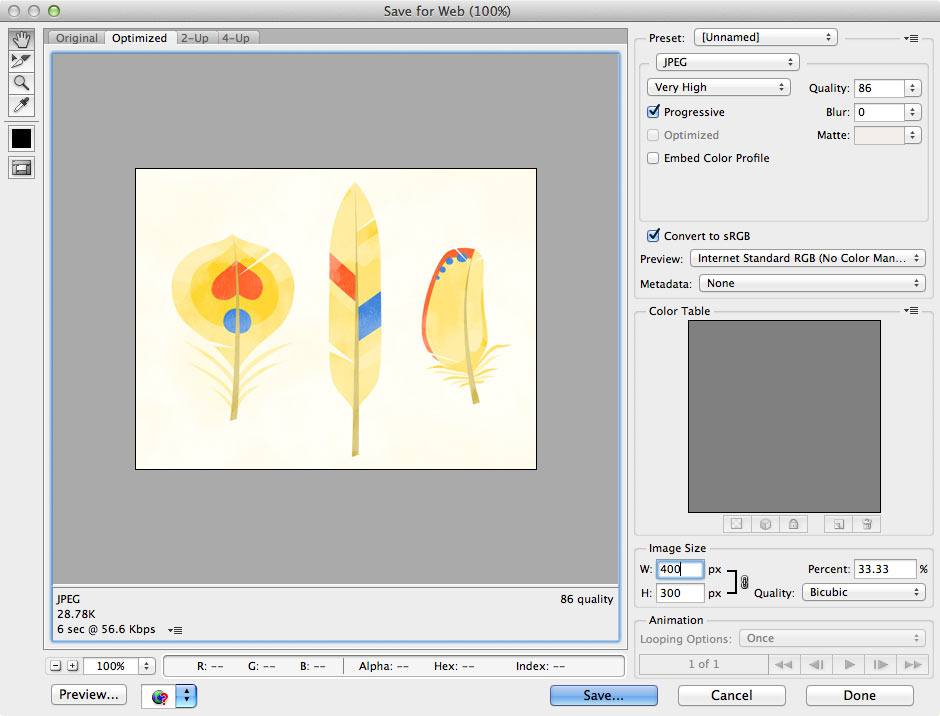 Save for Web (100%)
Original Optimized 2-Up 4-Up
Preset: [Unnamed]
JPEG
Very High Quality: 86
Progressive Blur: 0
Optimized Matte:
Embed Color Profile
Convert to sRGB
Preview: Internet Standard RGB (No Color Man...
Metadata: None
Color Table
Image Size
W: 400 px Percent: 33.33 %
H: 300 px Quality: Bicubic
Animation
Looping Options: Once
1 of 1
JPEG 86 quality
28.78K
6 sec @ 56.6 Kbps
100% R: -- G: -- B: -- Alpha: -- Hex: -- Index: --
Preview... Save... Cancel Done